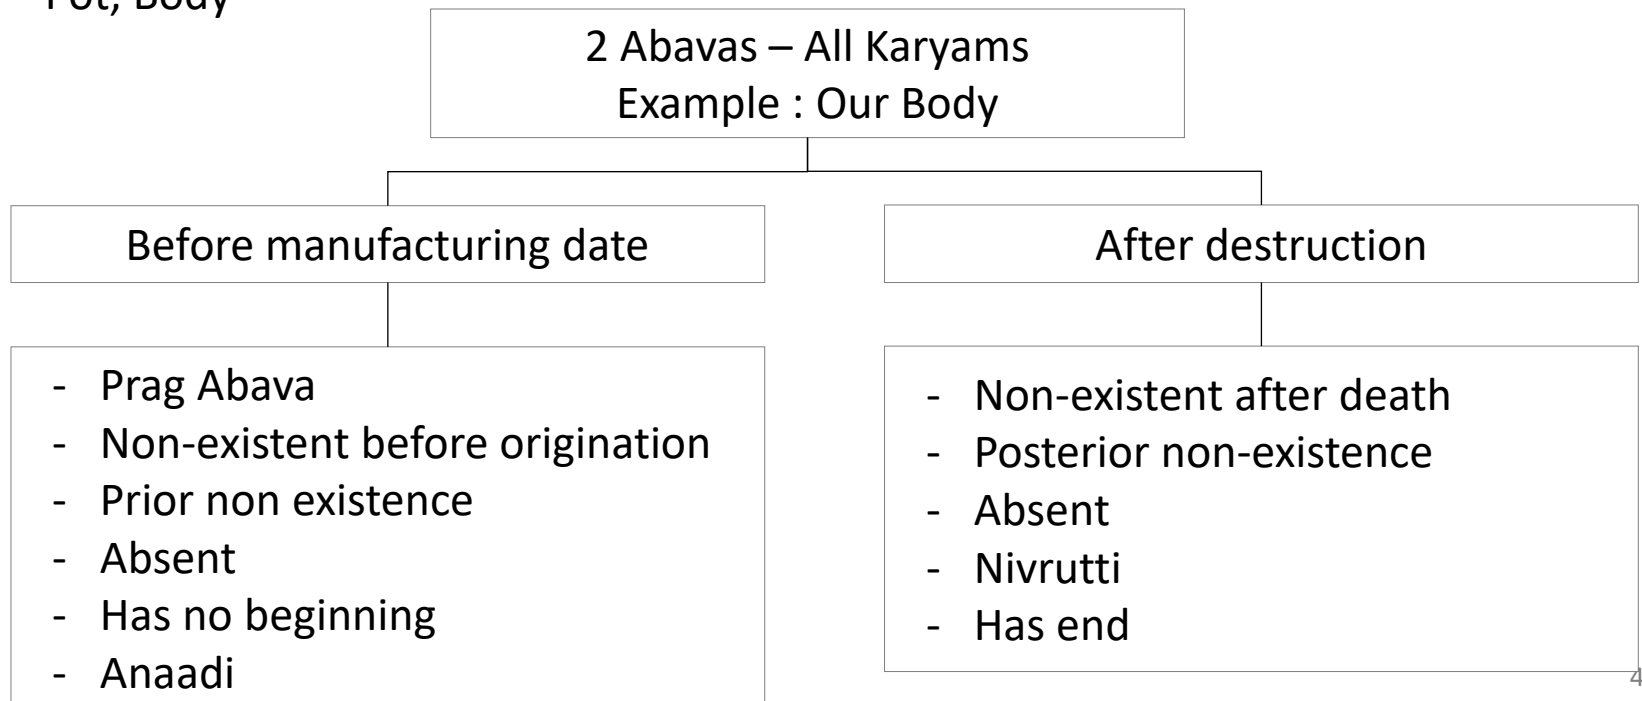 Pot, Body
2 Abavas – All Karyams
Example : Our Body
Before manufacturing date
After destruction
- Prag Abava
- Non-existent before origination
- Prior non existence
- Absent
- Has no beginning
- Anaadi
- Non-existent after death
- Posterior non-existence
- Absent
- Nivrutti
- Has end
4